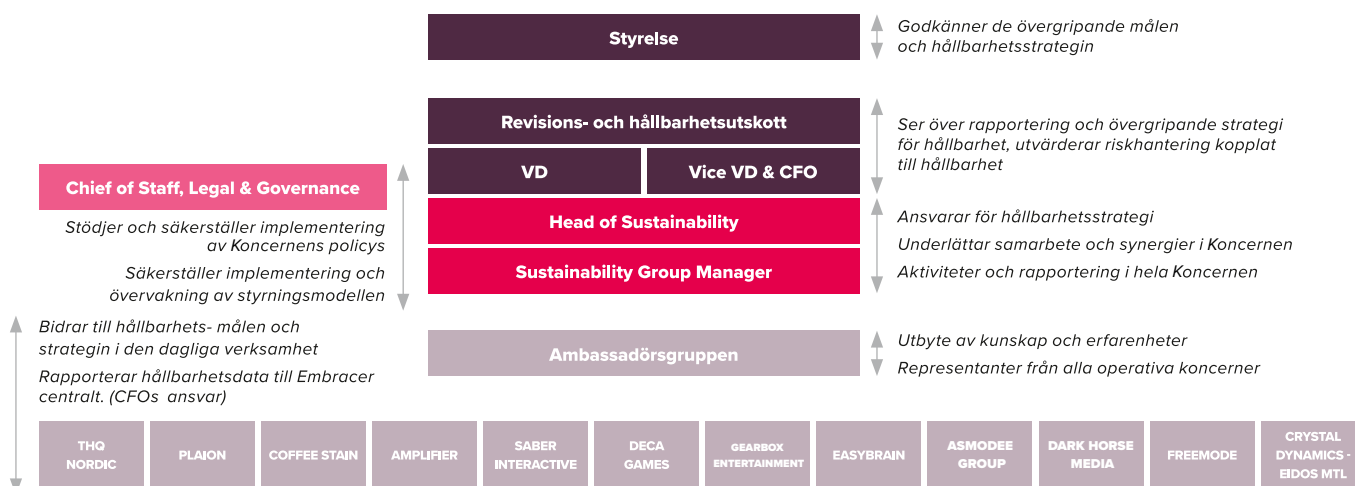 Styrelse
Godkänner de övergripande målen
och hållbarhetsstrategin
Revisions- och hållbarhetsutskott
VD
Vice VD & CFO
Ser över rapportering och övergripande strategi
för hållbarhet, utvärderar riskhantering kopplat
till hållbarhet
Chief of Staff, Legal & Governance
Stödjer och säkerställer implementering
av Koncernens policys
Säkerställer implementering och
övervakning av styrningsmodellen
Head of Sustainability
Sustainability Group Manager
Ansvarar för hållbarhetsstrategi
Underlättar samarbete och synergier i Koncernen
Aktiviteter och rapportering i hela Koncernen
Bidrar till hållbarhets- målen och
strategin i den dagliga verksamhet
Rapporterar hållbarhetsdata till Embracer
centralt. (CFOs ansvar)
Ambassadörsgruppen
Utbyte av kunskap och erfarenheter
Representanter från alla operativa koncerner
THQ
NORDIC
PLAION
COFFEE STAIN
AMPLIFIER
SABER
INTERACTIVE
DECA
GAMES
GEARBOX
ENTERTAINMENT
EASYBRAIN
ASMODEE
GROUP
DARK HORSE
MEDIA
FREEMODE
CRYSTAL
DYNAMICS -
EIDOS MTL